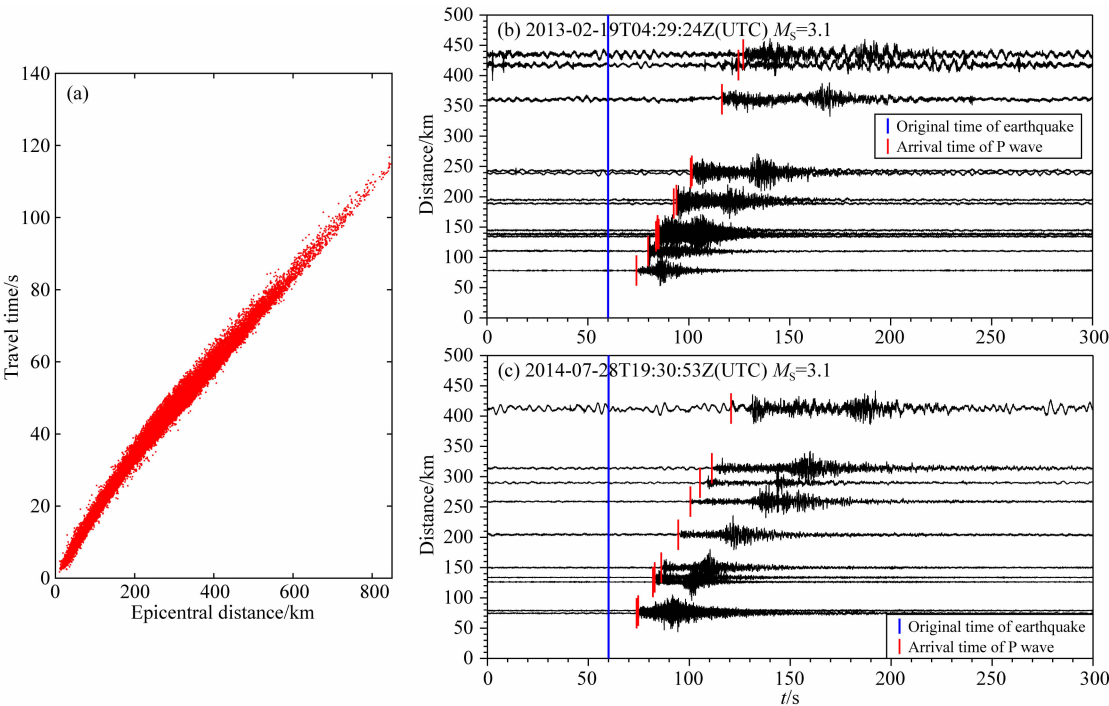 (a)
140
120
100
80
60
40
20
0
Travel time/s
0 200 400 600 800
Epicentral distance/km
(b) 2013-02-19T04:29:24Z(UTC) MS=3.1
500
450
400
350
300
250
200
150
100
50
0
Distance/km
Original time of earthquake
Arrival time of P wave
0 50 100 150 200 250 300
(c) 2014-07-28T19:30:53Z(UTC) MS=3.1
500
450
400
350
300
250
200
150
100
50
0
Distance/km
Original time of earthquake
Arrival time of P wave
0 50 100 150 200 250 300
t/s